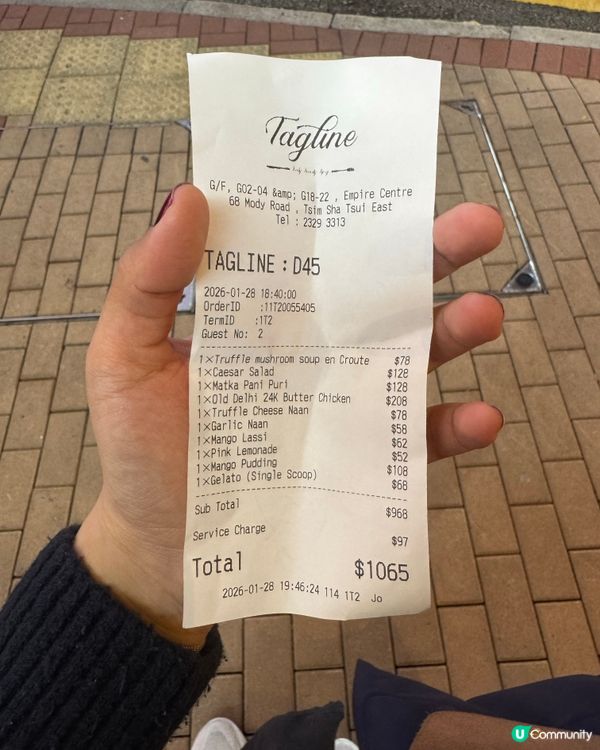 Tagline
G/F, G02-04 &amp; G18-22 , Empire Centre
68 Mody Road , Tsim Sha Tsui East
Tel : 2329 3313
TAGLINE : D45
2026-01-28 18:40:00
OrderID :11T20055405
TermID :1T2
Guest No: 2
1×Truffle mushroom soup en Croute $78
1×Caesar Salad $128
1×Matka Pani Puri $128
1×Old Delhi 24K Butter Chicken $208
1×Truffle Cheese Naan $78
1×Garlic Naan $58
1×Mango Lassi $62
1×Pink Lemonade $52
1×Mango Pudding $108
1×Gelato (Single Scoop) $68
Sub Total $968
Service Charge $97
Total $1065
2026-01-28 19:46:24 114 1T2 Jo
U Community